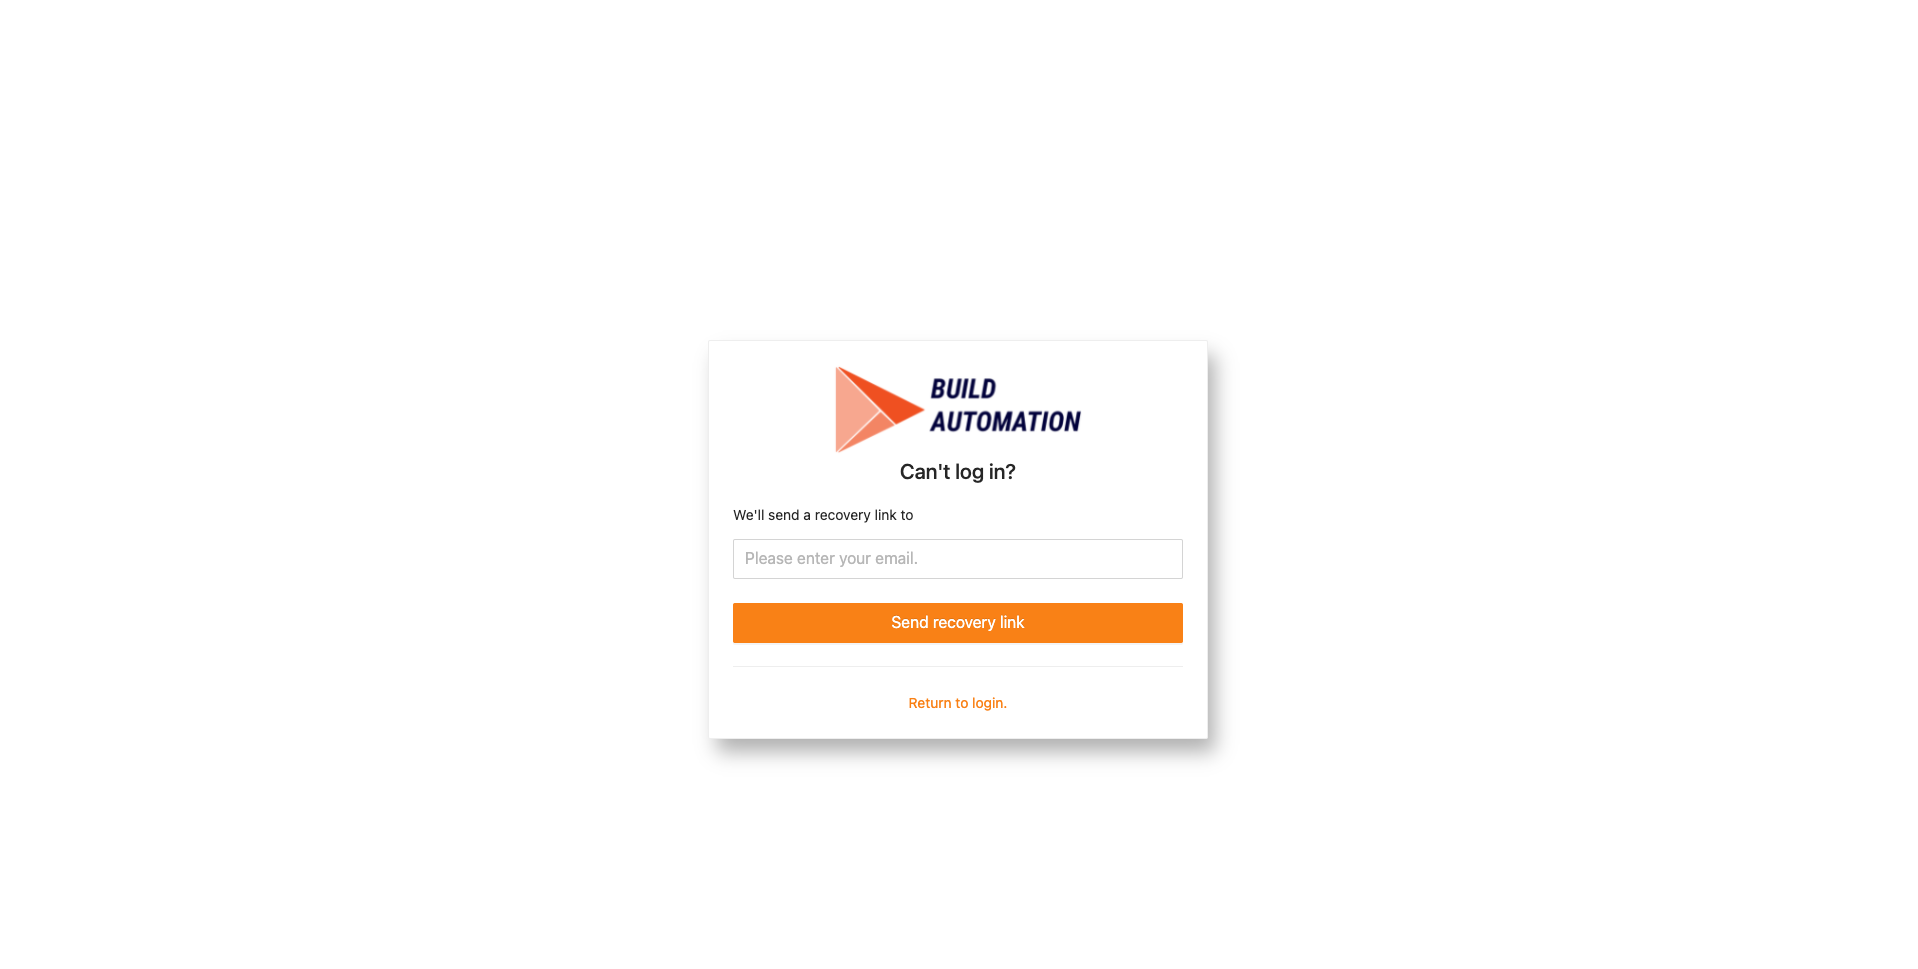 BUILD
AUTOMATION
Can't log in?
We'll send a recovery link to
Please enter your email.
Send recovery link
Return to login.